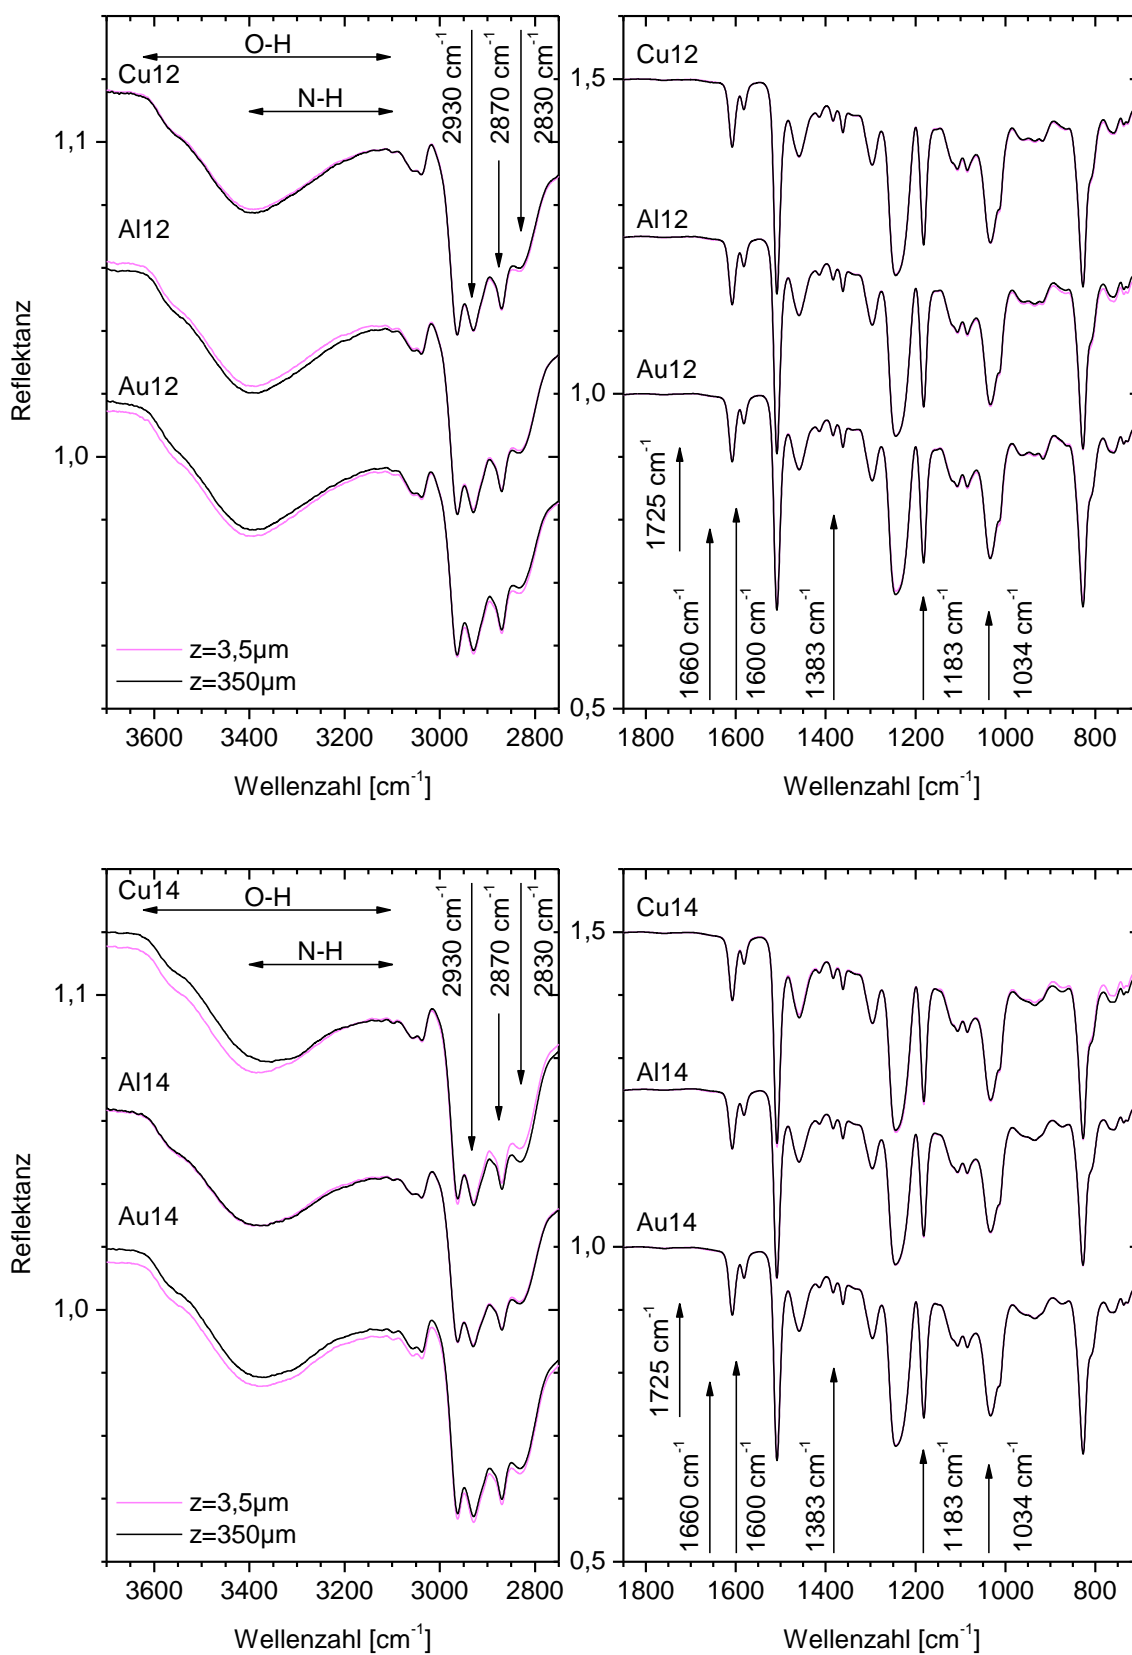 O-H
Cu12
N-H
2930 cm-1
2870 cm-1
2830 cm-1
1,1
Al12
Au12
1,0
z=3,5µm
z=350µm
Reflektanz
3600 3400 3200 3000 2800
Wellenzahl [cm-1]
1,5
Cu12
Al12
1,0
Au12
1725 cm-1
1660 cm-1
1600 cm-1
1383 cm-1
1183 cm-1
1034 cm-1
0,5
1800 1600 1400 1200 1000 800
Wellenzahl [cm-1]
Cu14
O-H
N-H
2930 cm-1
2870 cm-1
2830 cm-1
1,1
Al14
Au14
1,0
z=3,5µm
z=350µm
Reflektanz
3600 3400 3200 3000 2800
Wellenzahl [cm-1]
1,5
Cu14
Al14
1,0
Au14
1725 cm-1
1660 cm-1
1600 cm-1
1383 cm-1
1183 cm-1
1034 cm-1
0,5
1800 1600 1400 1200 1000 800
Wellenzahl [cm-1]